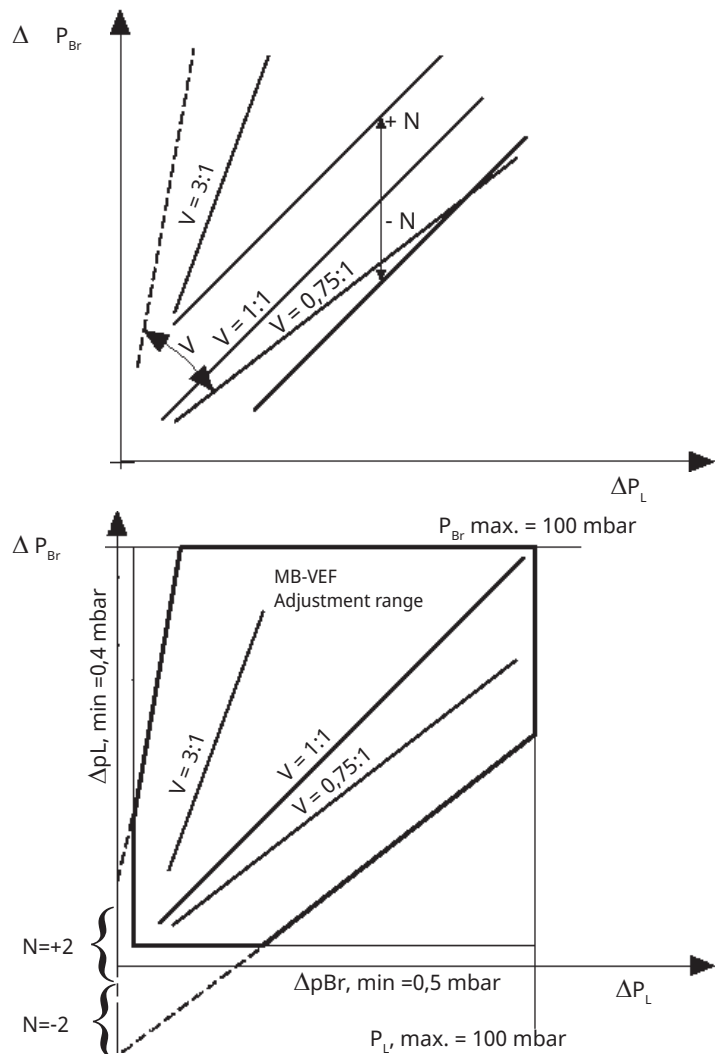 Δ P_Br
V = 3:1
+ N
- N
V = 1:1
V = 0,75:1
V
ΔP_L
P_Br max. = 100 mbar
Δ P_Br
MB-VEF
Adjustment range
ΔpL, min =0,4 mbar
V = 3:1
V = 1:1
V = 0,75:1
N=+2
ΔpBr, min =0,5 mbar
ΔP_L
N=-2
P_L, max. = 100 mbar